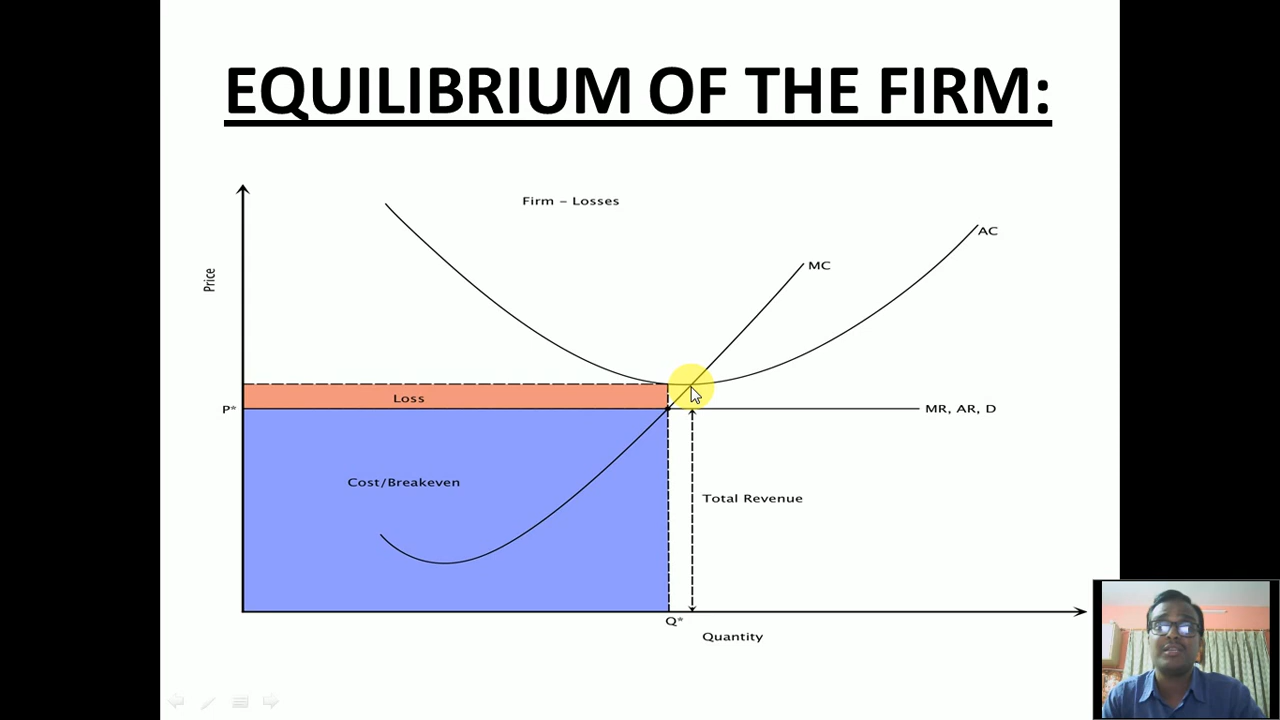 EQUILIBRIUM OF THE FIRM:
Firm – Losses
AC
MC
Price
Loss
P*
MR, AR, D
Cost/Breakeven
Total Revenue
Q*
Quantity